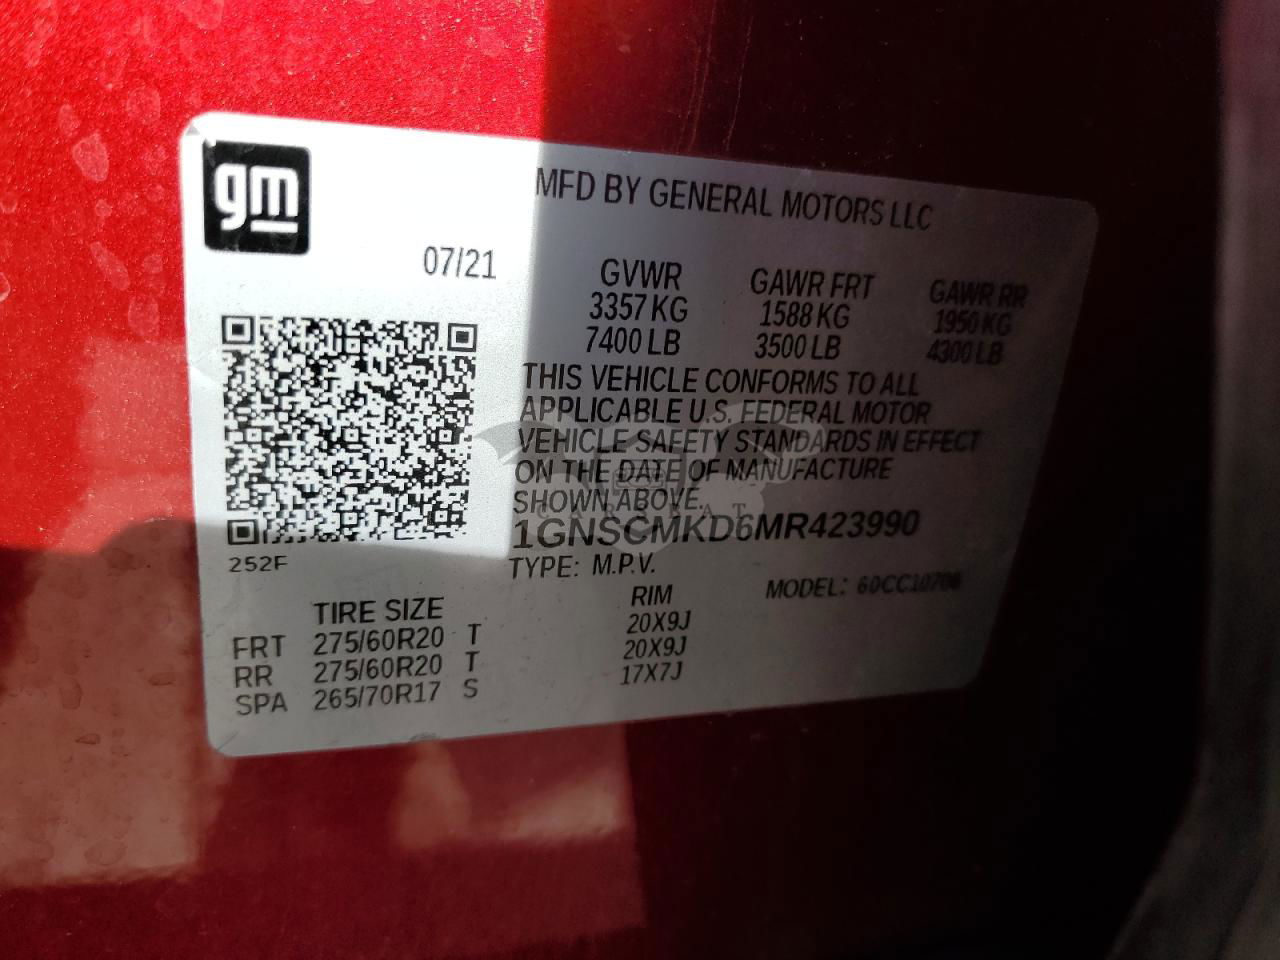 gm
MFD BY GENERAL MOTORS LLC
07/21
GVWR GAWR FRT GAWR RR
3357 KG 1588 KG 1950 KG
7400 LB 3500 LB 4300 LB
THIS VEHICLE CONFORMS TO ALL
APPLICABLE U.S. FEDERAL MOTOR
VEHICLE SAFETY STANDARDS IN EFFECT
ON THE DATE OF MANUFACTURE
SHOWN ABOVE.
1GNSCMKD6MR423990
252F
TYPE: M.P.V. MODEL:
TIRE SIZE RIM
FRT 275/60R20 T 20X9J
RR 275/60R20 T 20X9J
SPA 265/70R17 S 17X7J